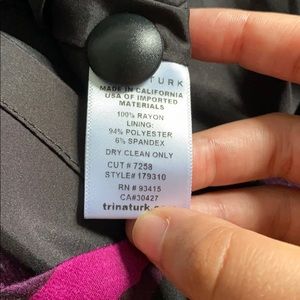 TURK
MADE IN CALIFORNIA
USA OF IMPORTED
MATERIALS
100% RAYON
LINING:
94% POLYESTER
6% SPANDEX
DRY CLEAN ONLY
CUT # 7258
STYLE# 179310
RN # 93415
CA#30427
trinaturk.